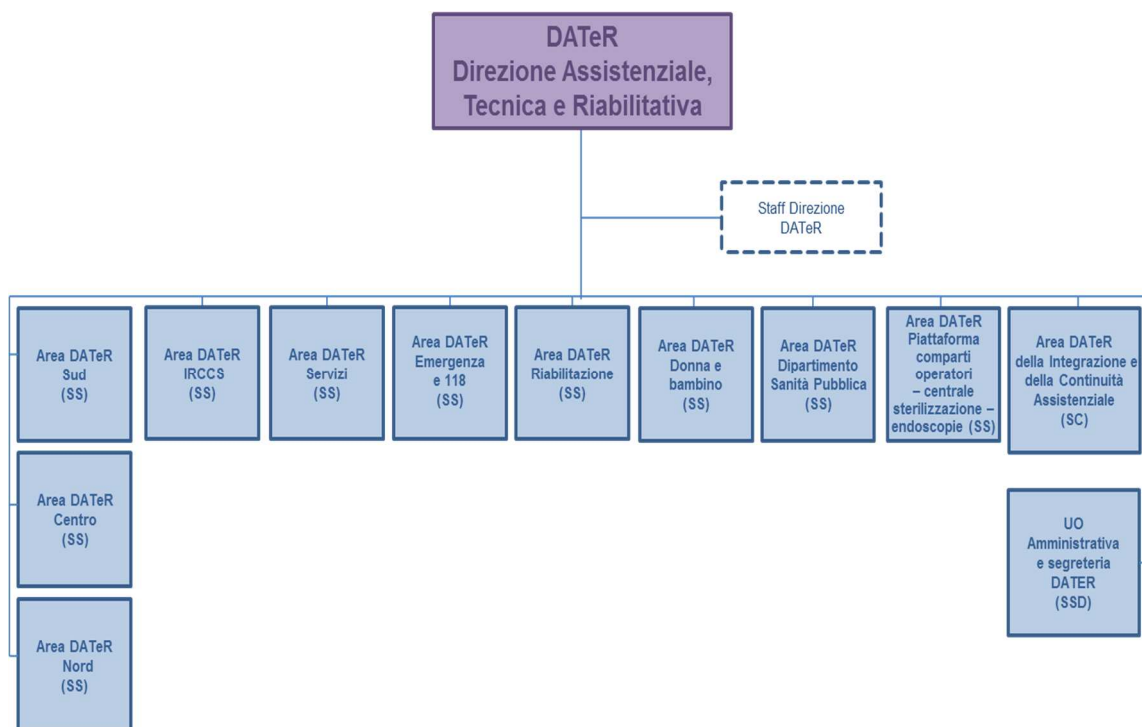 DATeR
Direzione Assistenziale,
Tecnica e Riabilitativa
Staff Direzione
DATeR
Area DATeR
Sud
(SS)
Area DATeR
IRCCS
(SS)
Area DATeR
Servizi
(SS)
Area DATeR
Emergenza
e 118
(SS)
Area DATeR
Riabilitazione
(SS)
Area DATeR
Donna e
bambino
(SS)
Area DATeR
Dipartimento
Sanità Pubblica
(SS)
Area DATeR
Piattaforma
comparti
operatori
– centrale
sterilizzazione –
endoscopie (SS)
Area DATeR
della Integrazione e
della Continuità
Assistenziale
(SC)
Area DATeR
Centro
(SS)
UO
Amministrativa
e segreteria
DATER
(SSD)
Area DATeR
Nord
(SS)